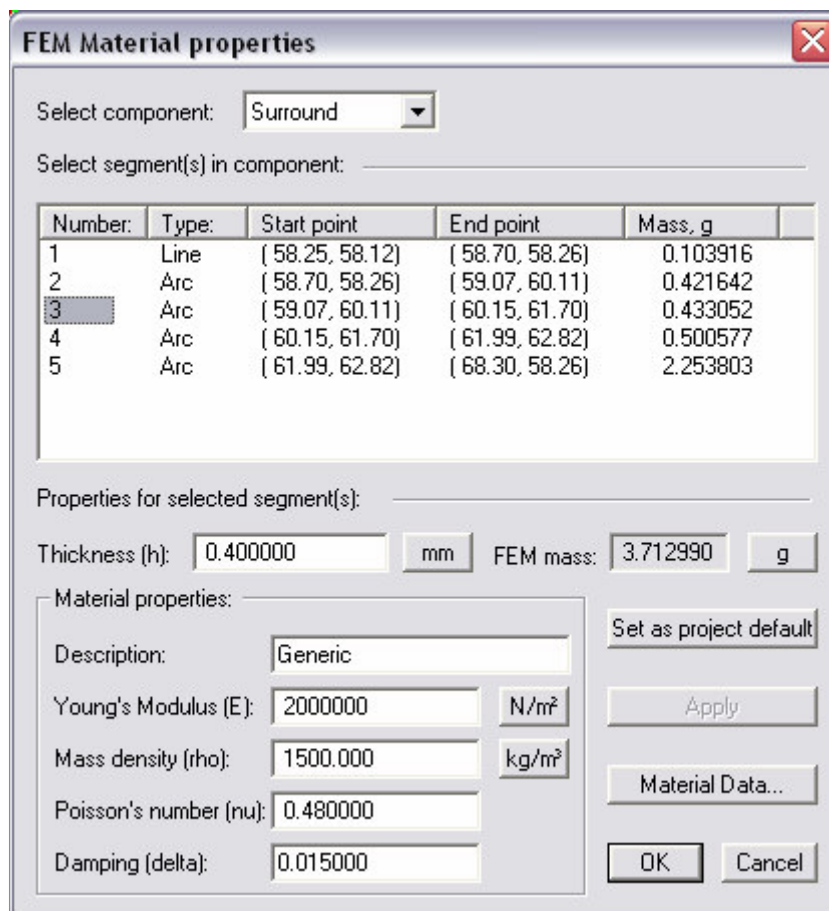 FEM Material properties
Select component: Surround
Select segment(s) in component:
Number: Type: Start point End point Mass, g
1 Line ( 58.25, 58.12) ( 58.70, 58.26) 0.103916
2 Arc ( 58.70, 58.26) ( 59.07, 60.11) 0.421642
3 Arc ( 59.07, 60.11) ( 60.15, 61.70) 0.433052
4 Arc ( 60.15, 61.70) ( 61.99, 62.82) 0.500577
5 Arc ( 61.99, 62.82) ( 68.30, 58.26) 2.253803
Properties for selected segment(s):
Thickness (h): 0.400000 mm FEM mass: 3.712990 g
Material properties:
Set as project default
Description: Generic
Young's Modulus (E): 2000000 N/m² Apply
Mass density (rho): 1500.000 kg/m³
Material Data...
Poisson's number (nu): 0.480000
Damping (delta): 0.015000 OK Cancel